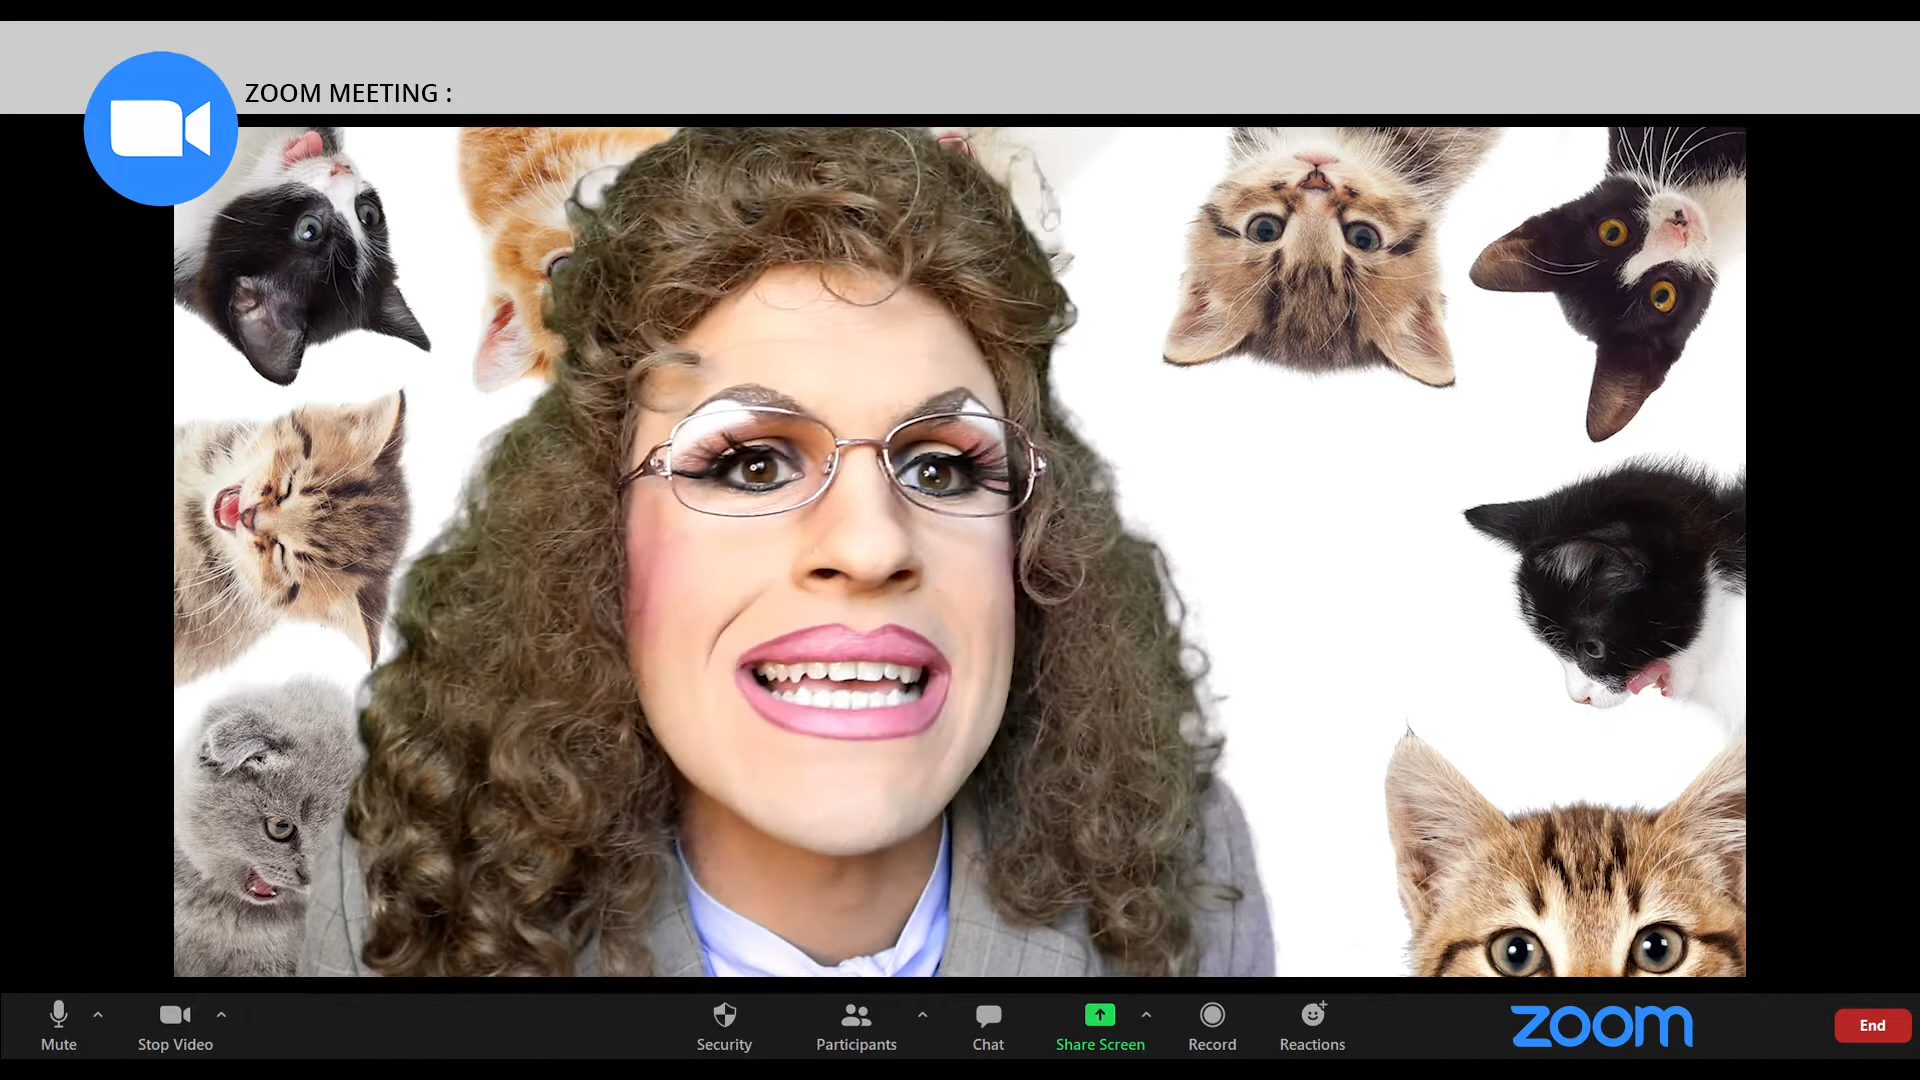 ZOOM MEETING :
Mute
Stop Video
Security
Participants
Chat
Share Screen
Record
Reactions
zoom
End